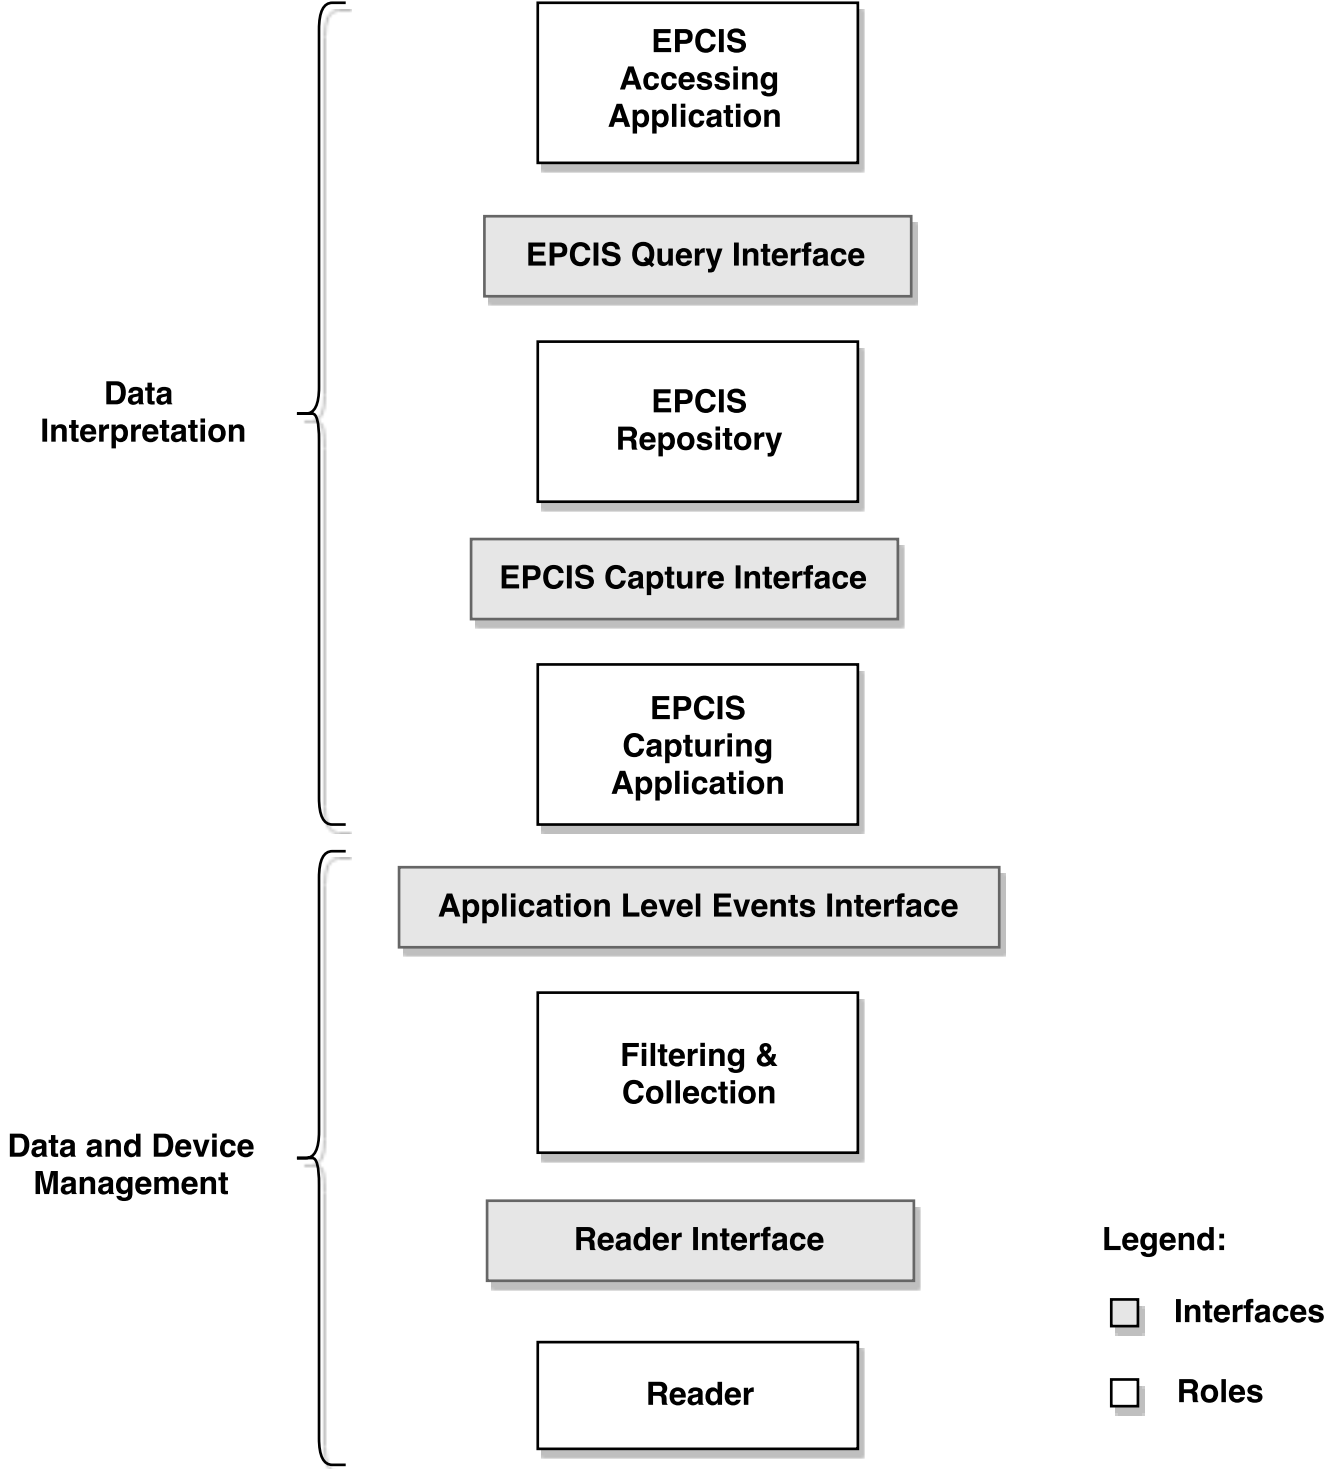 EPCIS
Accessing
Application
EPCIS Query Interface
Data
Interpretation
EPCIS
Repository
EPCIS Capture Interface
EPCIS
Capturing
Application
Application Level Events Interface
Filtering &
Collection
Data and Device
Management
Reader Interface
Reader
Legend:
Interfaces
Roles